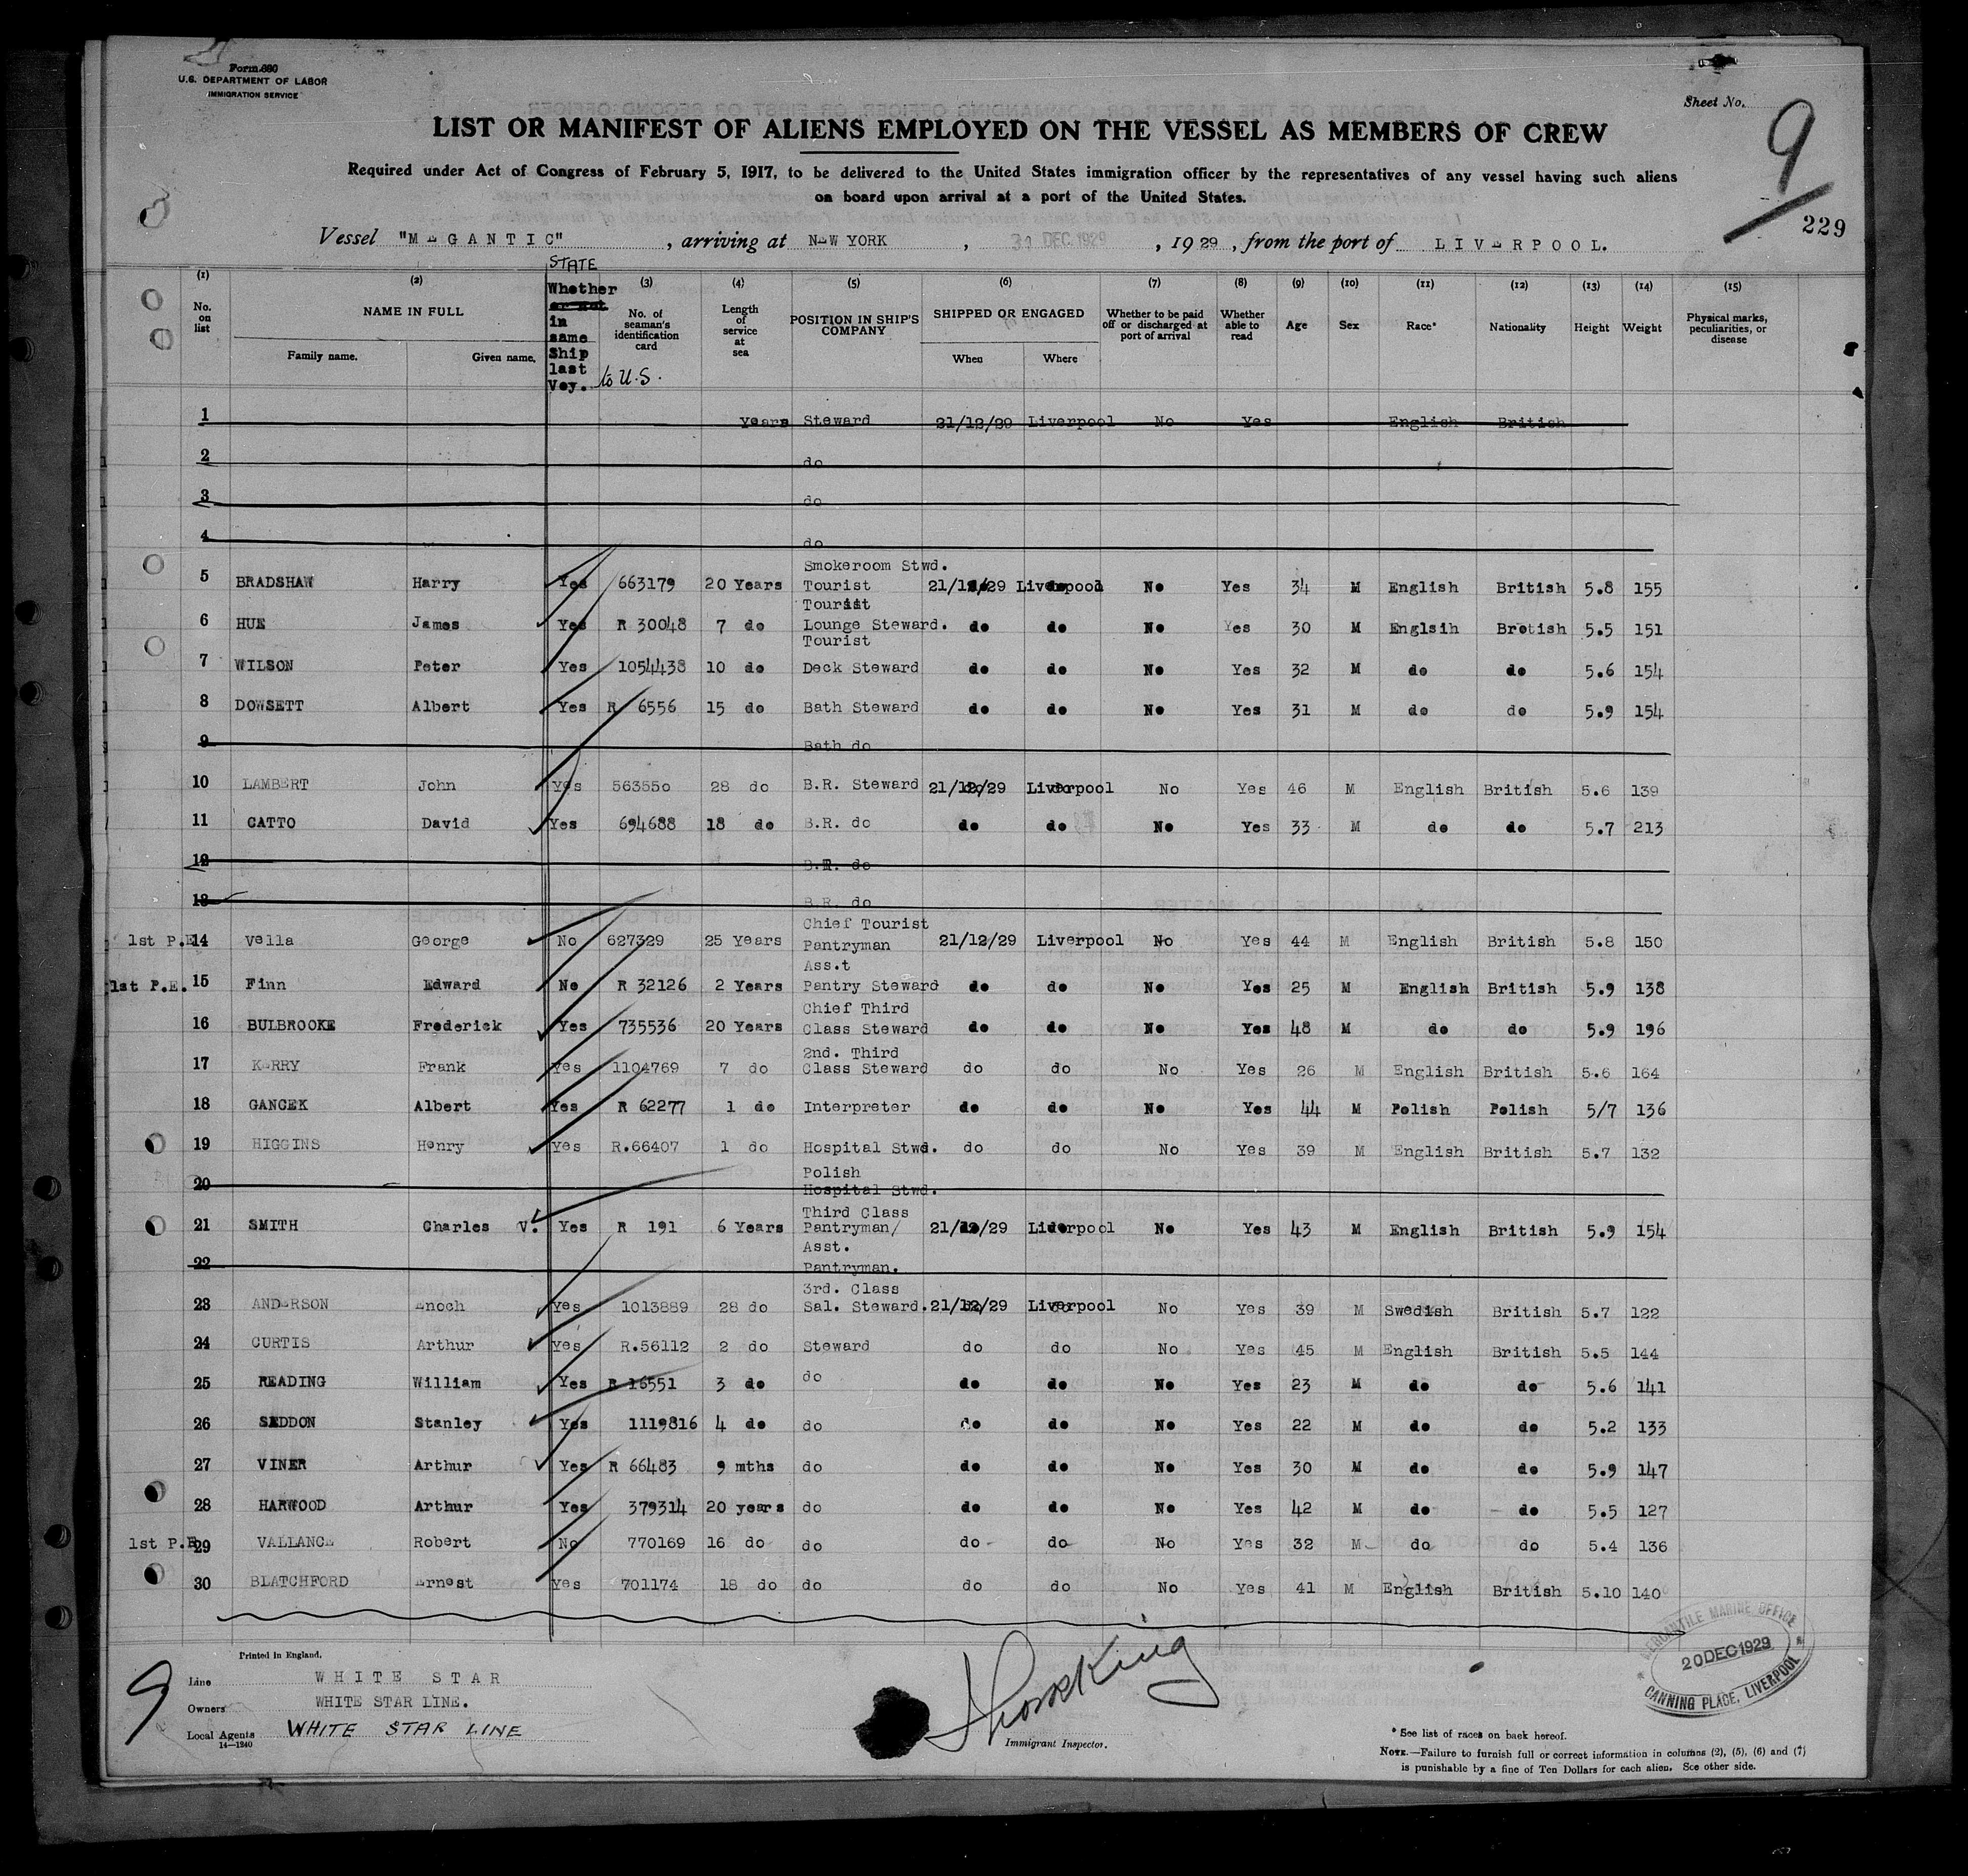 Form 680
U.S. DEPARTMENT OF LABOR
IMMIGRATION SERVICE
Sheet No. 9
229
LIST OR MANIFEST OF ALIENS EMPLOYED ON THE VESSEL AS MEMBERS OF CREW
Required under Act of Congress of February 5, 1917, to be delivered to the United States immigration officer by the representatives of any vessel having such aliens
on board upon arrival at a port of the United States.
Vessel "MEGANTIC", arriving at NEW YORK, 31 DEC 1929, 1929, from the port of LIVERPOOL.
(1) No. on list
(2) NAME IN FULL Family name. Given name.
STATE Whether or not in same Ship last Voy. to U.S.
(3) No. of seaman's identification card
(4) Length of service at sea
(5) POSITION IN SHIP'S COMPANY
(6) SHIPPED OR ENGAGED When Where
(7) Whether to be paid off or discharged at port of arrival
(8) Whether able to read
(9) Age
(10) Sex
(11) Race*
(12) Nationality
(13) Height
(14) Weight
(15) Physical marks, peculiarities, or disease
1 years Steward 21/12/29 Liverpool No Yes English British
2 do
3 do
4 do
5 BRADSHAW Harry Yes 663179 20 Years Smokeroom Stwd. Tourist 21/12/29 Liverpool No Yes 34 M English British 5.8 155
6 HUE James Yes R 30048 7 do Tourist Lounge Steward. do do No Yes 30 M Englsih Brotish 5.5 151
7 WILSON Peter Yes 1054438 10 do Tourist Deck Steward do do No Yes 32 M do do 5.6 154
8 DOWSETT Albert Yes R 6556 15 do Bath Steward do do No Yes 31 M do do 5.9 154
9 Bath do
10 LAMBERT John Yes 563550 28 do B.R. Steward 21/12/29 Liverpool No Yes 46 M English British 5.6 139
11 CATTO David Yes 694688 18 do B.R. do do do No Yes 33 M do do 5.7 213
12 B.R. do
13 B.R. do
1st P.E. 14 Vella George No 627329 25 Years Chief Tourist Pantryman 21/12/29 Liverpool No Yes 44 M English British 5.8 150
1st P.E. 15 Finn Edward No R 32126 2 Years Ass.t Pantry Steward do do No Yes 25 M English British 5.9 138
16 BULBROOKE Frederick Yes 735536 20 Years Chief Third Class Steward do do No Yes 48 M do do 5.9 196
17 KERRY Frank Yes 1104769 7 do 2nd. Third Class Steward do do No Yes 26 M English British 5.6 164
18 GANCEK Albert Yes R 62277 1 do Interpreter do do No Yes 44 M Polish Polish 5/7 136
19 HIGGINS Henry Yes R.66407 1 do Hospital Stwd. do do No Yes 39 M English British 5.7 132
20 Polish Hospital Stwd.
21 SMITH Charles V. Yes R 191 6 Years Third Class Pantryman/ 21/12/29 Liverpool No Yes 43 M English British 5.9 154
22 Asst. Pantryman.
23 ANDERSON Enoch Yes 1013889 28 do 3rd. Class Sal. Steward. 21/12/29 Liverpool No Yes 39 M Swedish British 5.7 122
24 CURTIS Arthur Yes R.56112 2 do Steward do do No Yes 45 M English British 5.5 144
25 READING William Yes R 16551 3 do do do do No Yes 23 M do do 5.6 141
26 SEDDON Stanley Yes 1119816 4 do do do do No Yes 22 M do do 5.2 133
27 VINER Arthur Yes R 66483 9 mths do do do No Yes 30 M do do 5.9 147
28 HARWOOD Arthur Yes 379314 20 years do do do No Yes 42 M do do 5.5 127
1st P.E. 29 VALLANCE Robert No 770169 16 do do do do No Yes 32 M do do 5.4 136
30 BLATCHFORD Ernest Yes 701174 18 do do do do No Yes 41 M English British 5.10 140
Printed in England.
9
Line WHITE STAR
Owners WHITE STAR LINE.
Local Agents WHITE STAR LINE
14—1240
Immigrant Inspector.
MERCANTILE MARINE OFFICE
20 DEC 1929
CANNING PLACE, LIVERPOOL
* See list of races on back hereof.
NOTE.—Failure to furnish full or correct information in columns (2), (5), (6) and (7)
is punishable by a fine of Ten Dollars for each alien. See other side.